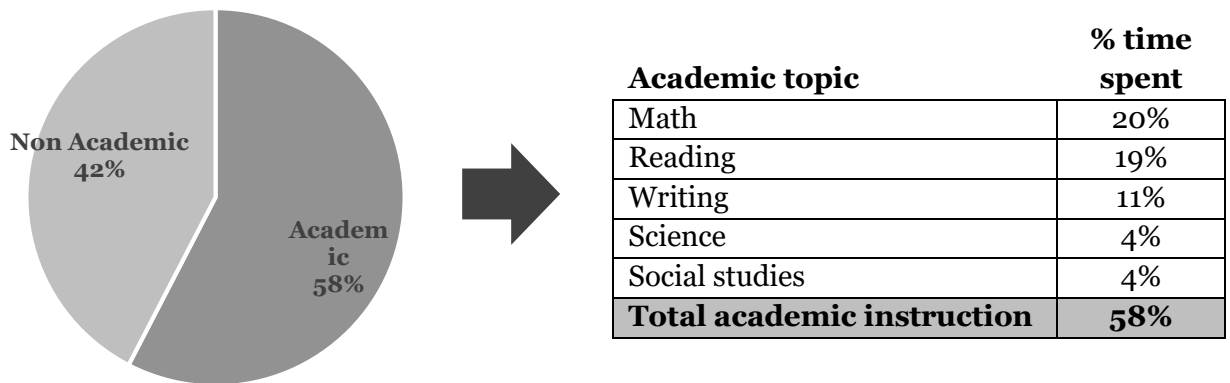 Non Academic
42%
Academ
ic
58%
% time
spent
Academic topic
Math 20%
Reading 19%
Writing 11%
Science 4%
Social studies 4%
Total academic instruction 58%